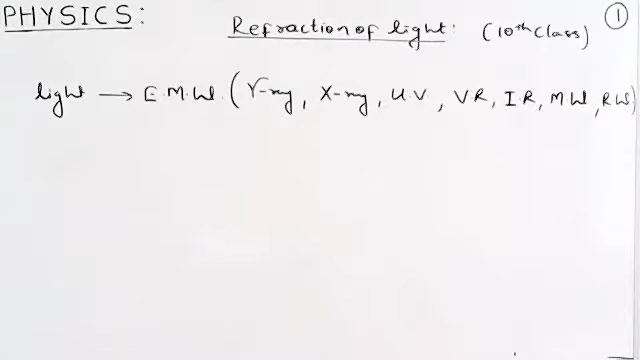 PHYSICS:
Refraction of light: (10th Class)
1
light → E.M.W. (γ-ray, X-ray, U.V, VR, IR, MW, RW)